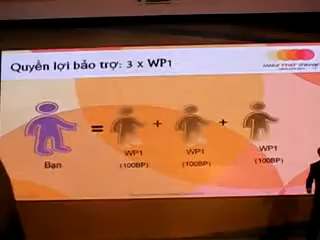 Quyền lợi bảo trợ: 3 x WP1
= + +
Bạn
WP1 WP1 WP1
(100BP) (100BP) (100BP)